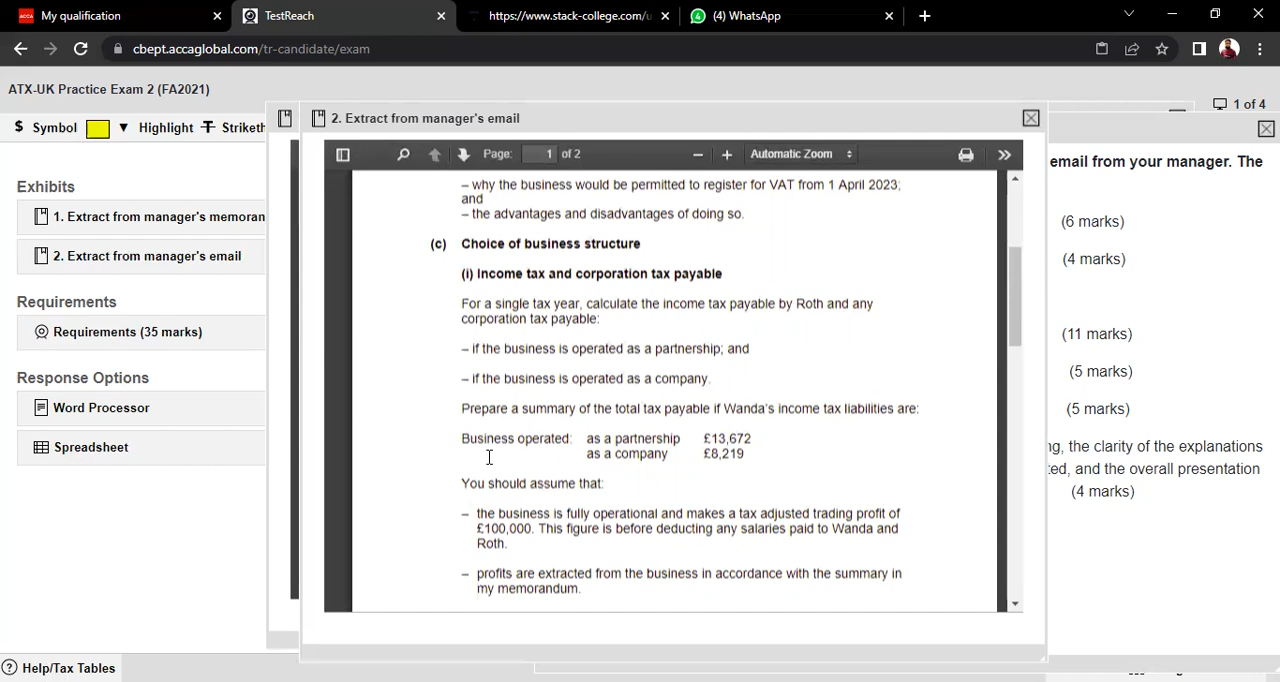 My qualification
TestReach
https://www.stack-college.com/u
(4) WhatsApp
cbept.accaglobal.com/tr-candidate/exam
ATX-UK Practice Exam 2 (FA2021)
1 of 4
$ Symbol
Highlight
T Striketh
2. Extract from manager's email
Page: 1 of 2
Automatic Zoom
Exhibits
1. Extract from manager's memoran
2. Extract from manager's email
Requirements
Requirements (35 marks)
Response Options
Word Processor
Spreadsheet
– why the business would be permitted to register for VAT from 1 April 2023;
and
– the advantages and disadvantages of doing so.
(c) Choice of business structure
(i) Income tax and corporation tax payable
For a single tax year, calculate the income tax payable by Roth and any
corporation tax payable:
– if the business is operated as a partnership; and
– if the business is operated as a company.
Prepare a summary of the total tax payable if Wanda's income tax liabilities are:
Business operated: as a partnership £13,672
as a company £8,219
You should assume that:
– the business is fully operational and makes a tax adjusted trading profit of
£100,000. This figure is before deducting any salaries paid to Wanda and
Roth.
– profits are extracted from the business in accordance with the summary in
my memorandum.
email from your manager. The
(6 marks)
(4 marks)
(11 marks)
(5 marks)
(5 marks)
ng, the clarity of the explanations
ted, and the overall presentation
(4 marks)
Help/Tax Tables